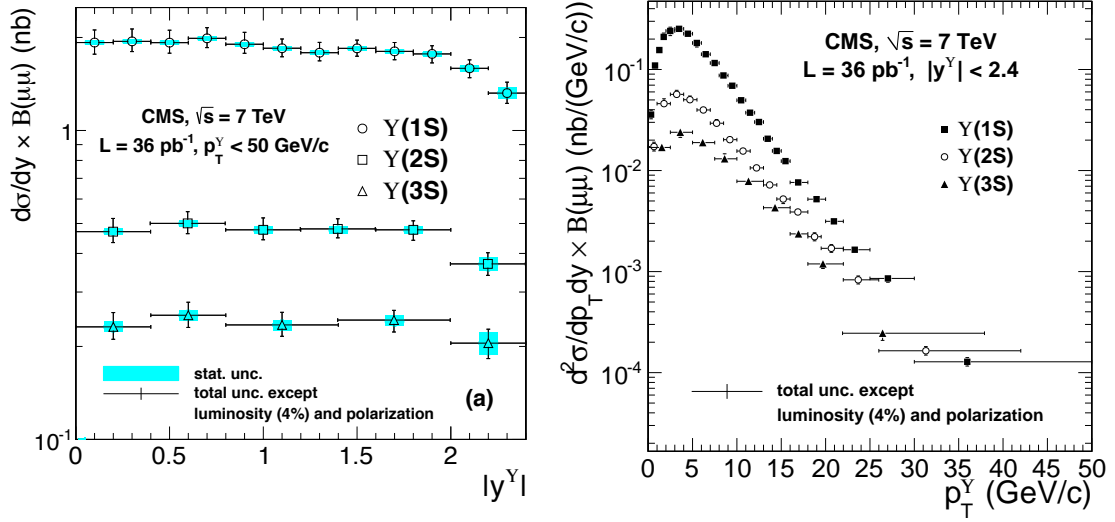 dσ/dy × B(μμ) (nb)
1
10⁻¹
CMS, √s = 7 TeV
L = 36 pb⁻¹, p_T^Υ < 50 GeV/c
Υ(1S)
Υ(2S)
Υ(3S)
stat. unc.
total unc. except
luminosity (4%) and polarization
(a)
0 0.5 1 1.5 2
|y^Υ|
d²σ/dp_T dy × B(μμ) (nb/(GeV/c))
10⁻¹
10⁻²
10⁻³
10⁻⁴
CMS, √s = 7 TeV
L = 36 pb⁻¹, |y^Υ| < 2.4
Υ(1S)
Υ(2S)
Υ(3S)
total unc. except
luminosity (4%) and polarization
0 5 10 15 20 25 30 35 40 45 50
p_T^Υ (GeV/c)